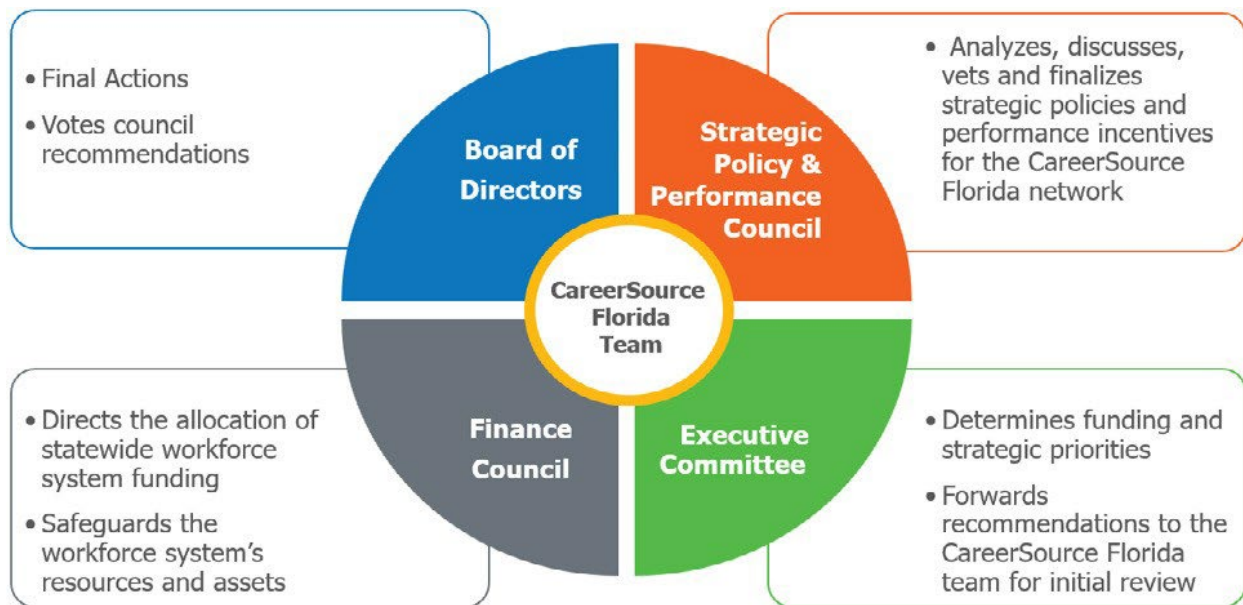 • Final Actions
• Votes council
recommendations
Board of
Directors
Strategic
Policy &
Performance
Council
• Analyzes, discusses,
vets and finalizes
strategic policies and
performance incentives
for the CareerSource
Florida network
CareerSource
Florida
Team
• Directs the allocation of
statewide workforce
system funding
• Safeguards the
workforce system’s
resources and assets
Finance
Council
Executive
Committee
• Determines funding and
strategic priorities
• Forwards
recommendations to the
CareerSource Florida
team for initial review